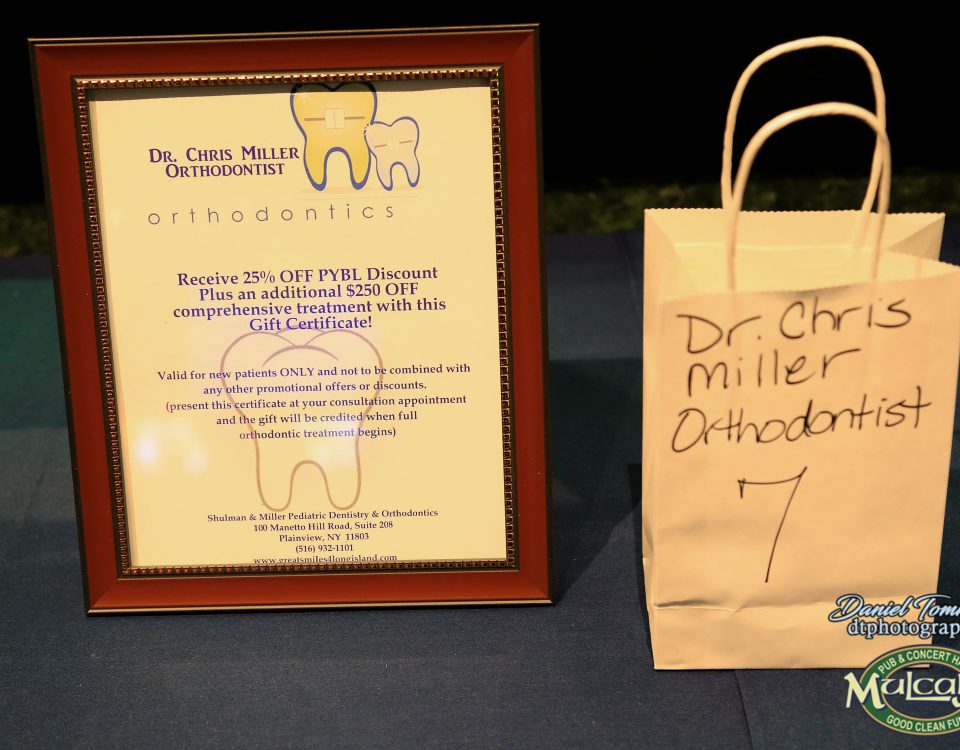 Dr. Chris Miller
Orthodontist
orthodontics
Receive 25% OFF PYBL Discount
Plus an additional $250 OFF
comprehensive treatment with this
Gift Certificate!
Valid for new patients ONLY and not to be combined with
any other promotional offers or discounts.
(present this certificate at your consultation appointment
and the gift will be credited when full
orthodontic treatment begins)
Shulman & Miller Pediatric Dentistry & Orthodontics
100 Manetto Hill Road, Suite 208
Plainview, NY 11803
(516) 932-1101
www.greatsmiles4longisland.com
Dr. Chris
Miller
Orthodontist
7
Daniel
PUB & CONCERT
GOOD CLEAN